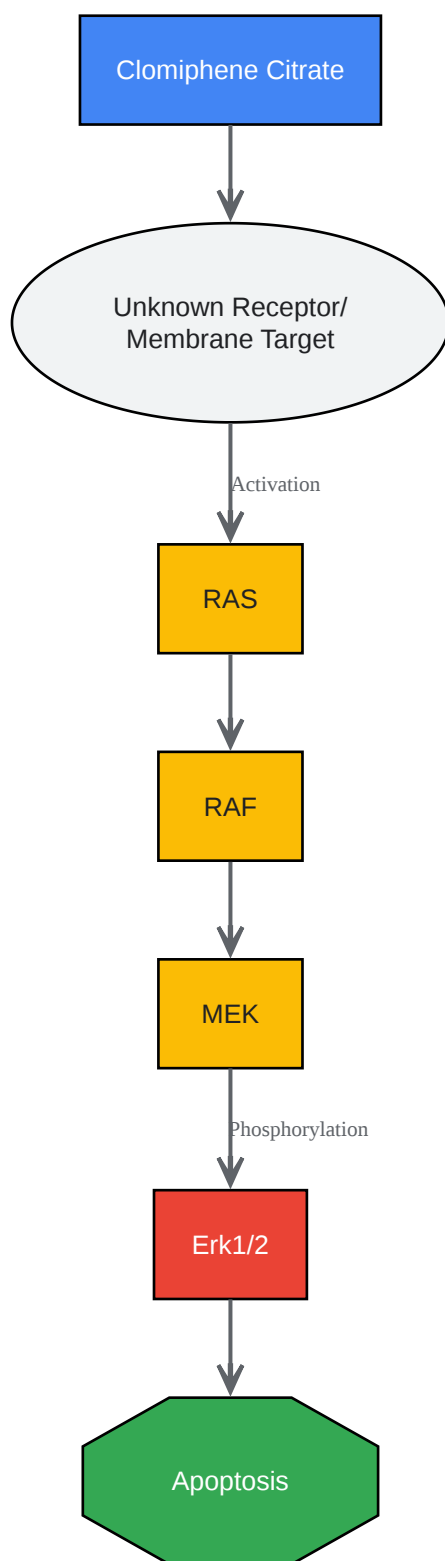 Clomiphene Citrate
Unknown Receptor/
Membrane Target
Activation
RAS
RAF
MEK
Phosphorylation
Erk1/2
Apoptosis